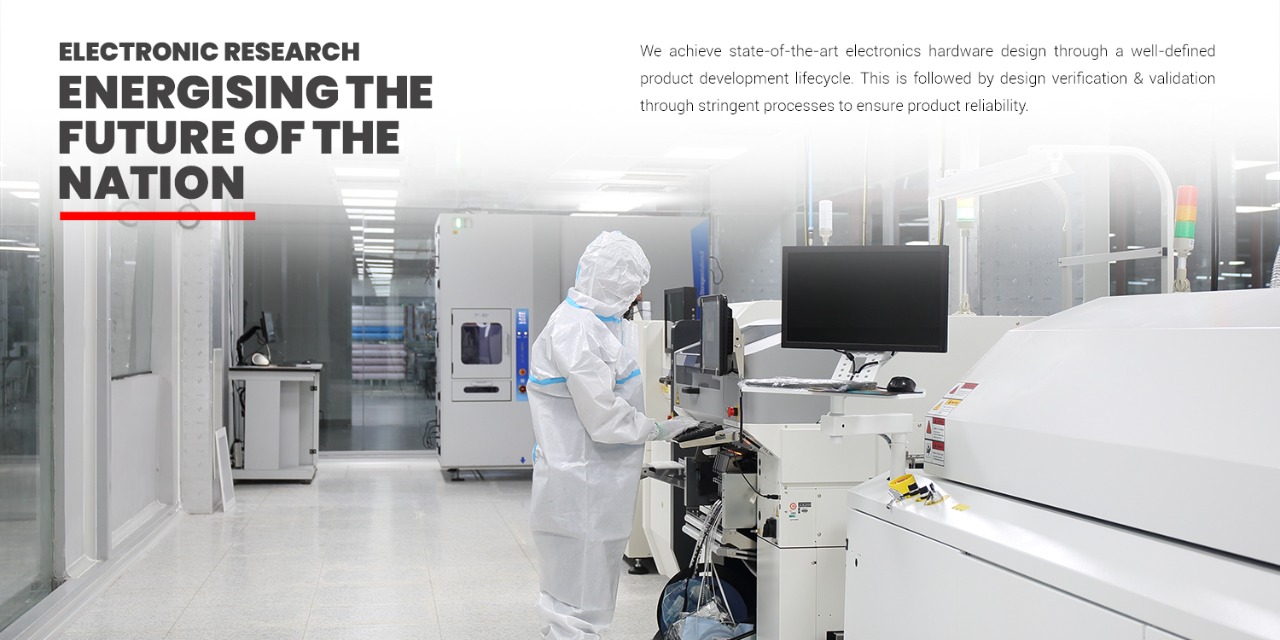 ELECTRONIC RESEARCH
ENERGISING THE
FUTURE OF THE
NATION
We achieve state-of-the-art electronics hardware design through a well-defined
product development lifecycle. This is followed by design verification & validation
through stringent processes to ensure product reliability.